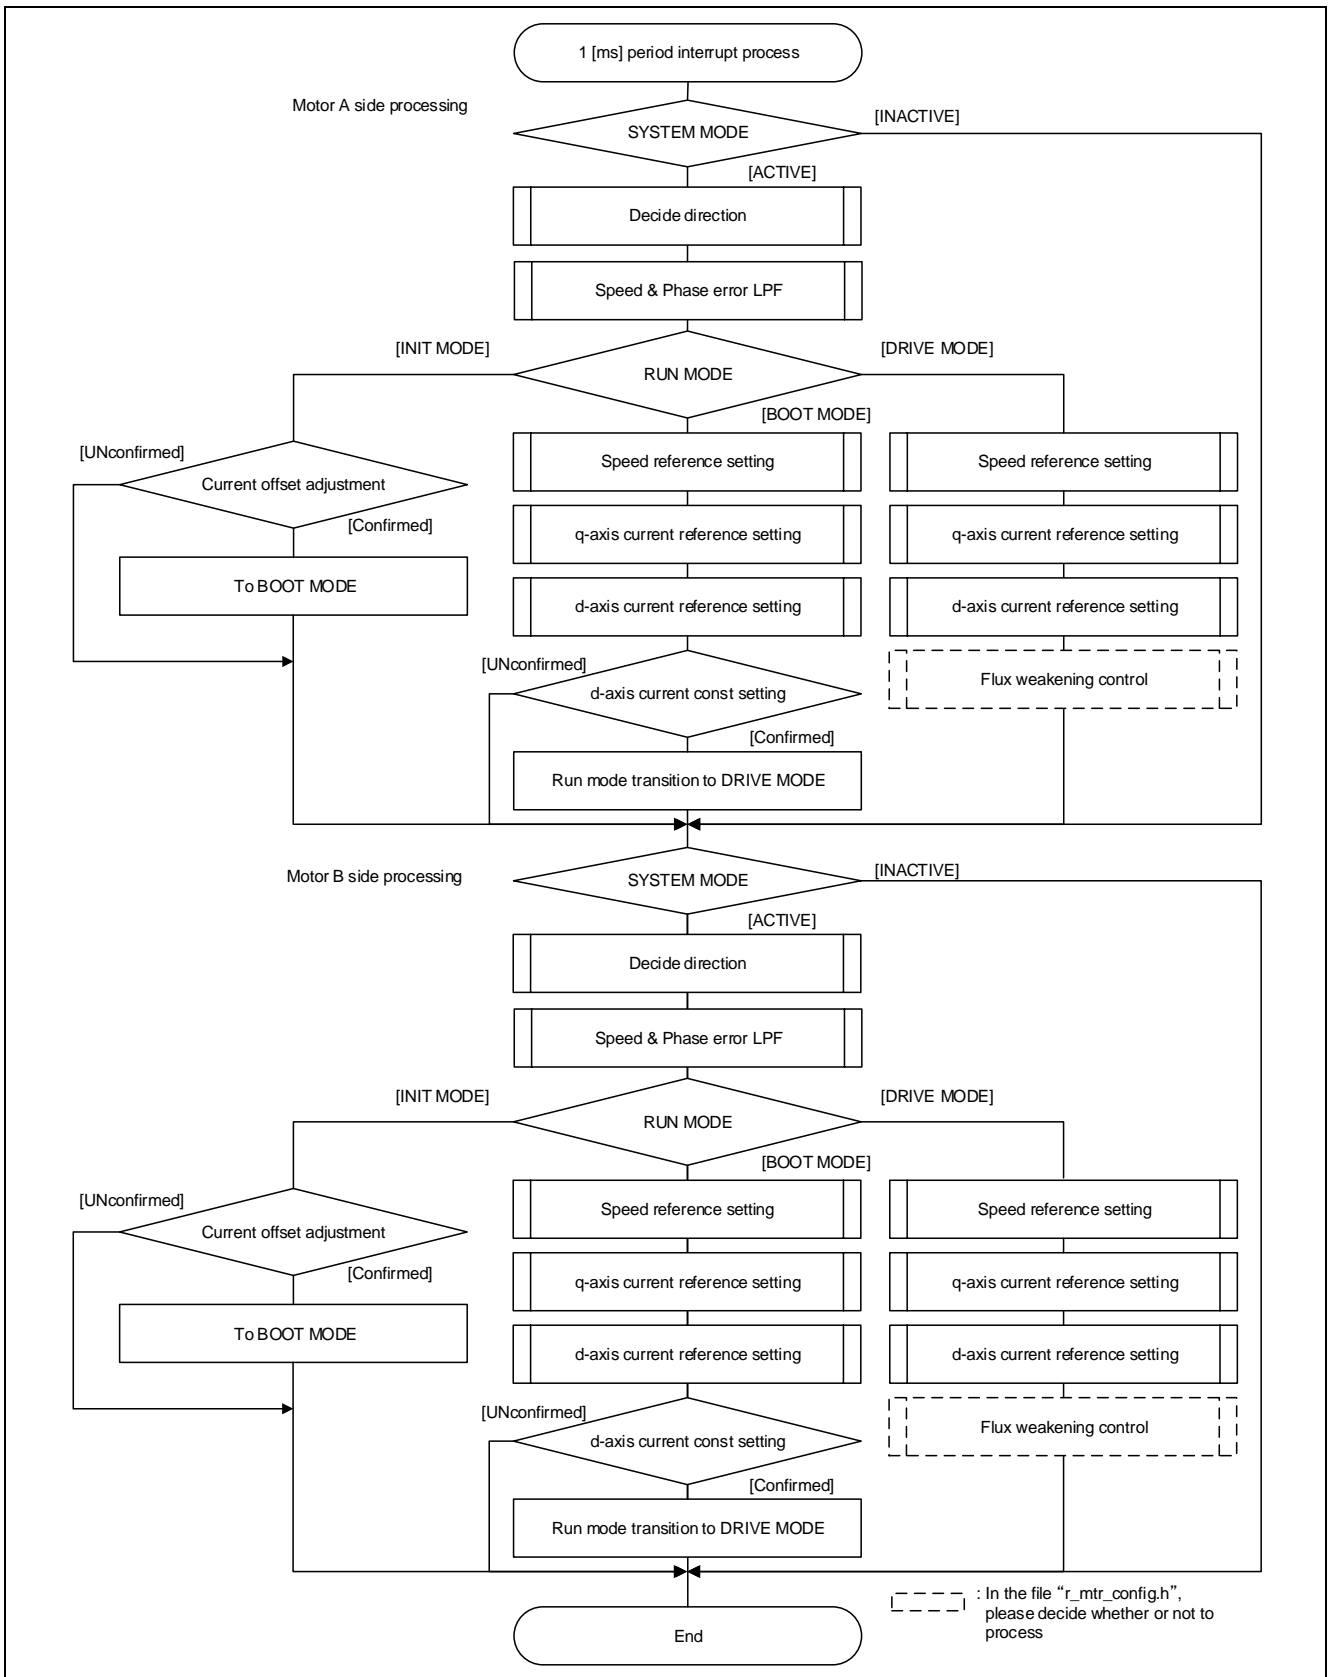 1 [ms] period interrupt process
Motor A side processing
SYSTEM MODE
[INACTIVE]
[ACTIVE]
Decide direction
Speed & Phase error LPF
[INIT MODE]
RUN MODE
[DRIVE MODE]
[BOOT MODE]
[UNconfirmed]
Current offset adjustment
[Confirmed]
To BOOT MODE
Speed reference setting
q-axis current reference setting
d-axis current reference setting
[UNconfirmed]
d-axis current const setting
[Confirmed]
Run mode transition to DRIVE MODE
Speed reference setting
q-axis current reference setting
d-axis current reference setting
Flux weakening control
Motor B side processing
SYSTEM MODE
[INACTIVE]
[ACTIVE]
Decide direction
Speed & Phase error LPF
[INIT MODE]
RUN MODE
[DRIVE MODE]
[BOOT MODE]
[UNconfirmed]
Current offset adjustment
[Confirmed]
To BOOT MODE
Speed reference setting
q-axis current reference setting
d-axis current reference setting
[UNconfirmed]
d-axis current const setting
[Confirmed]
Run mode transition to DRIVE MODE
Speed reference setting
q-axis current reference setting
d-axis current reference setting
Flux weakening control
: In the file “r_mtr_config.h”,
please decide whether or not to
process
End